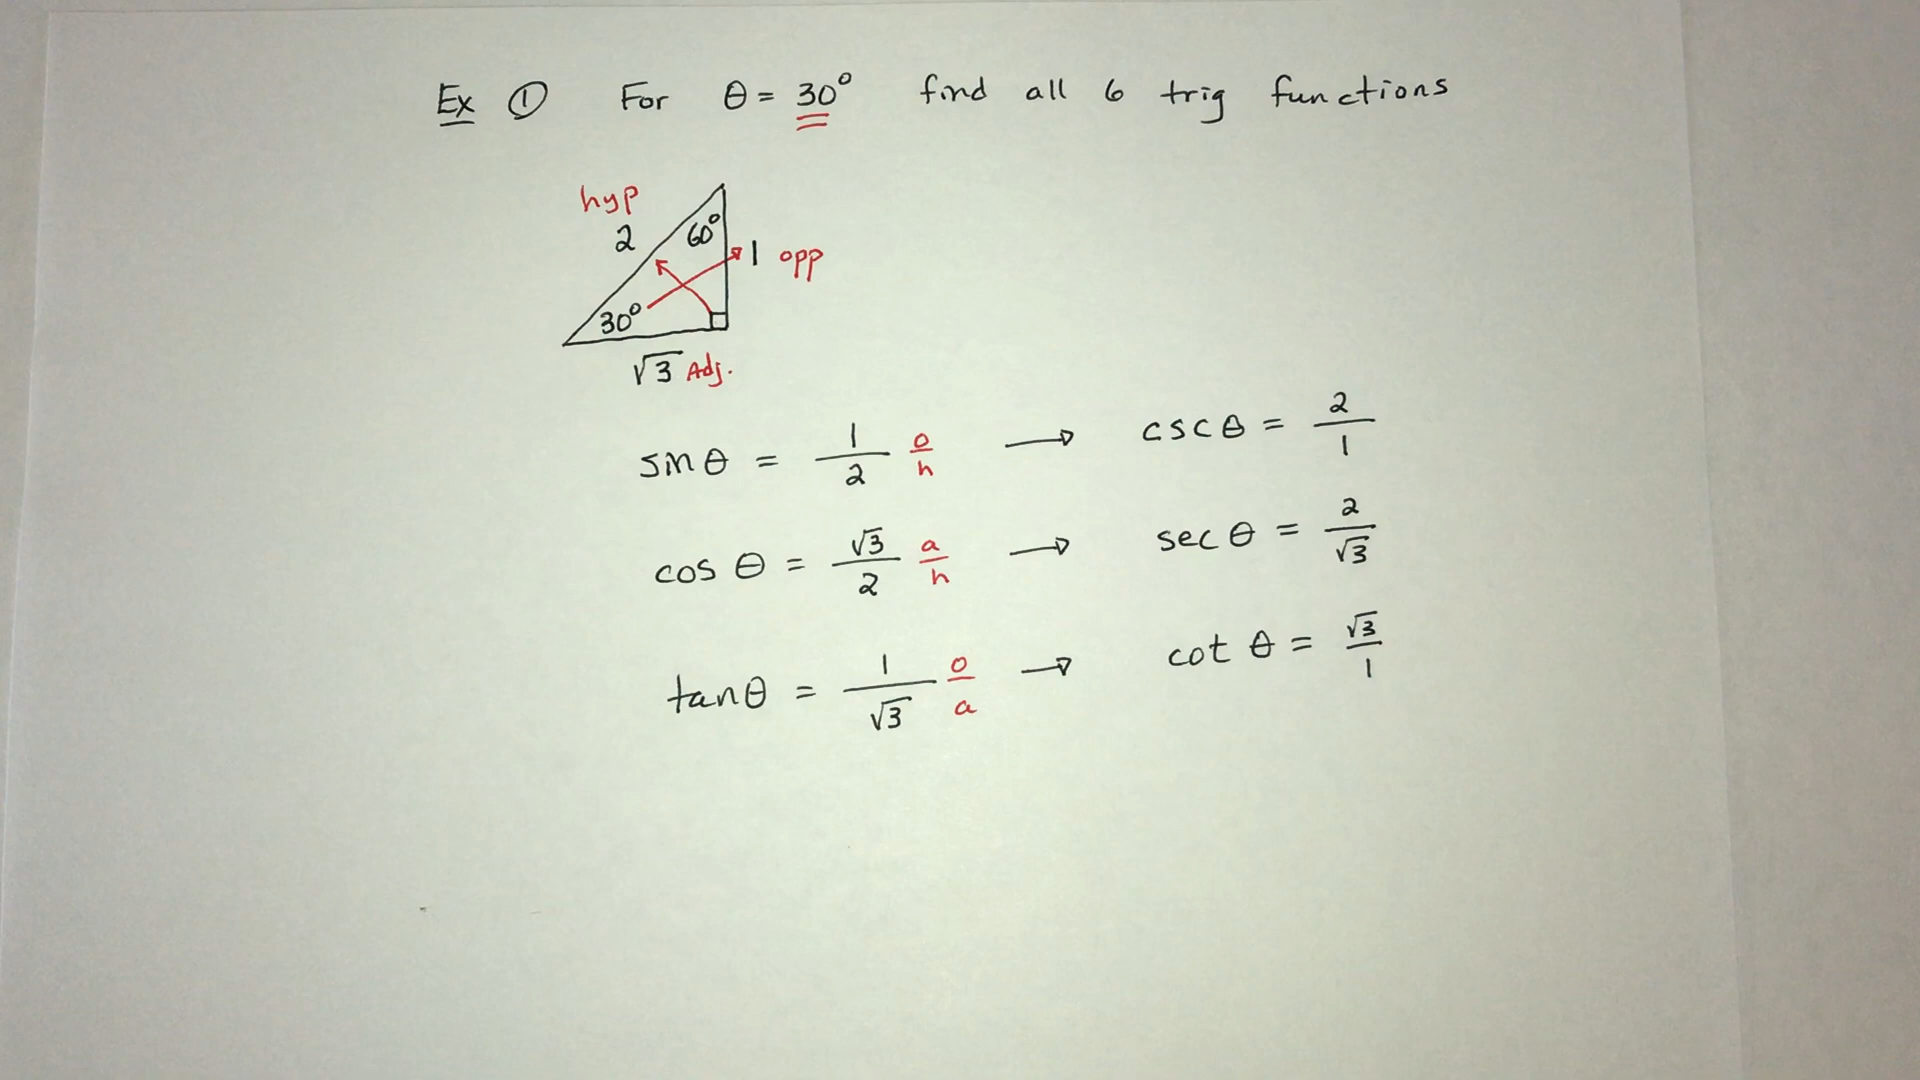 Ex ① For θ = 30° find all 6 trig functions
hyp
2
60°
1 opp
30°
√3 Adj.
sin θ = 1/2 o/h → csc θ = 2/1
cos θ = √3/2 a/h → sec θ = 2/√3
tan θ = 1/√3 o/a → cot θ = √3/1